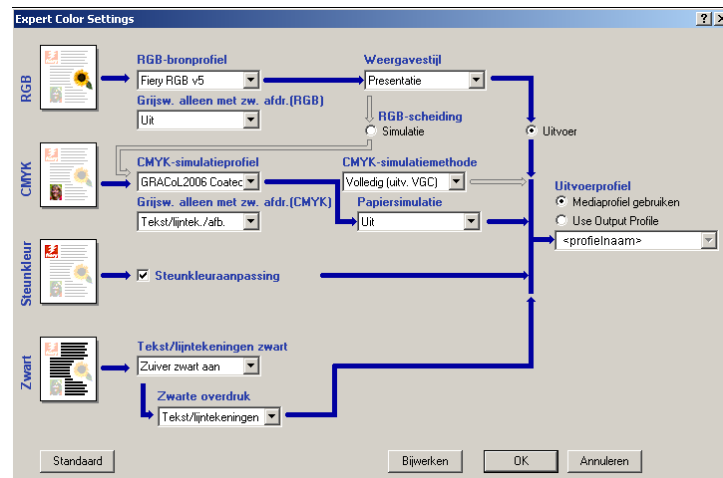 Expert Color Settings
RGB
RGB-bronprofiel
Fiery RGB v5
Weergavestijl
Presentatie
Grijsw. alleen met zw. afdr.(RGB)
Uit
RGB-scheiding
Simulatie
Uitvoer
CMYK
CMYK-simulatieprofiel
GRACoL2006 Coatec
CMYK-simulatiemethode
Volledig (uitv. VGC)
Grijsw. alleen met zw. afdr.(CMYK)
Tekst/lijntek./afb.
Papiersimulatie
Uit
Uitvoerprofiel
Mediaprofiel gebruiken
Use Output Profile
<profielnaam>
Steunkleur
Steunkleuraanpassing
Zwart
Tekst/lijntekeningen zwart
Zuiver zwart aan
Zwarte overdruk
Tekst/lijntekeningen
Standaard
Bijwerken
OK
Annuleren